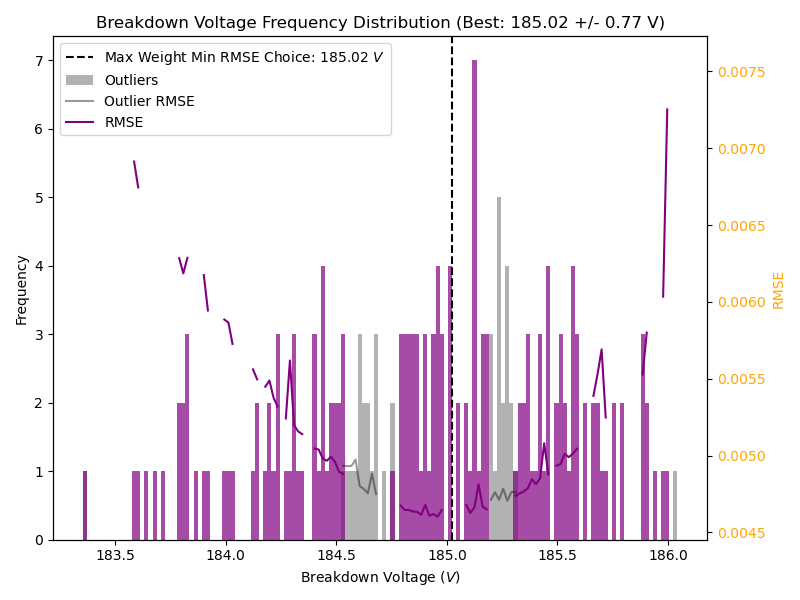 Breakdown Voltage Frequency Distribution (Best: 185.02 +/- 0.77 V)
Max Weight Min RMSE Choice: 185.02 V
Outliers
Outlier RMSE
RMSE
Frequency
7
6
5
4
3
2
1
0
0.0075
0.0070
0.0065
0.0060
0.0055
0.0050
0.0045
RMSE
183.5 184.0 184.5 185.0 185.5 186.0
Breakdown Voltage (V)